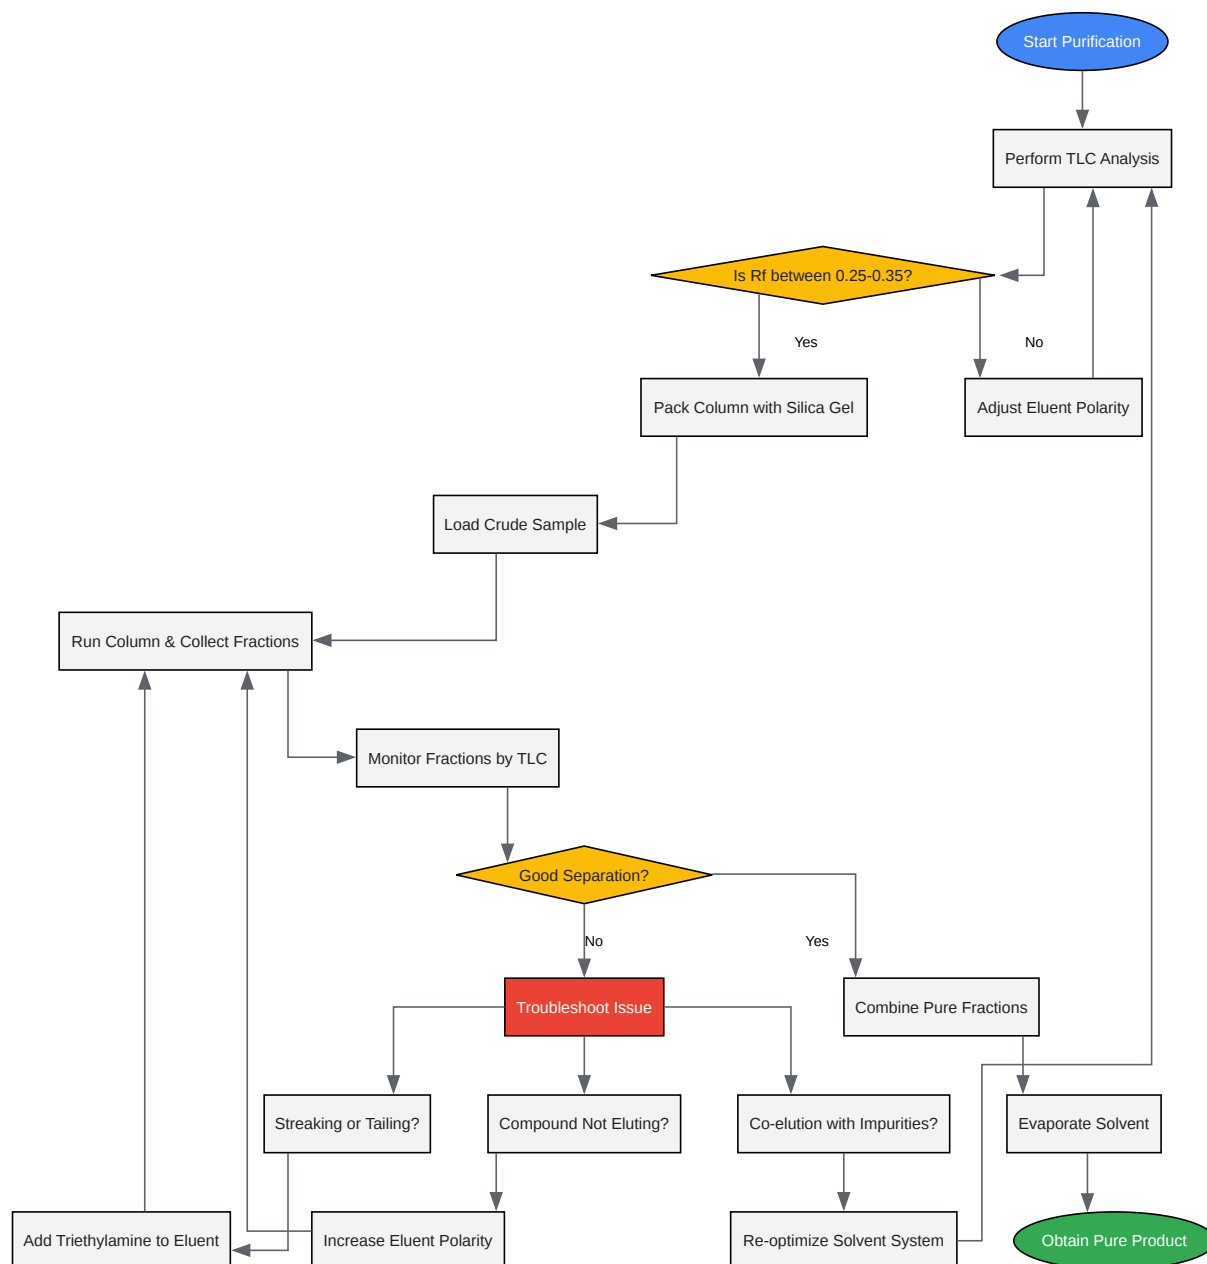 Start Purification
Perform TLC Analysis
Is Rf between 0.25-0.35?
Yes
No
Pack Column with Silica Gel
Adjust Eluent Polarity
Load Crude Sample
Run Column & Collect Fractions
Monitor Fractions by TLC
Good Separation?
No
Yes
Troubleshoot Issue
Combine Pure Fractions
Streaking or Tailing?
Compound Not Eluting?
Co-elution with Impurities?
Evaporate Solvent
Add Triethylamine to Eluent
Increase Eluent Polarity
Re-optimize Solvent System
Obtain Pure Product